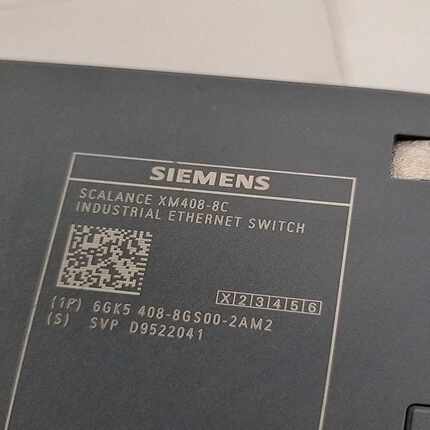 SIEMENS
SCALANCE XM408-8C
INDUSTRIAL ETHERNET SWITCH
X 2 3 4 5 6
(1P) 6GK5 408-8GS00-2AM2
(S) SVP D9522041